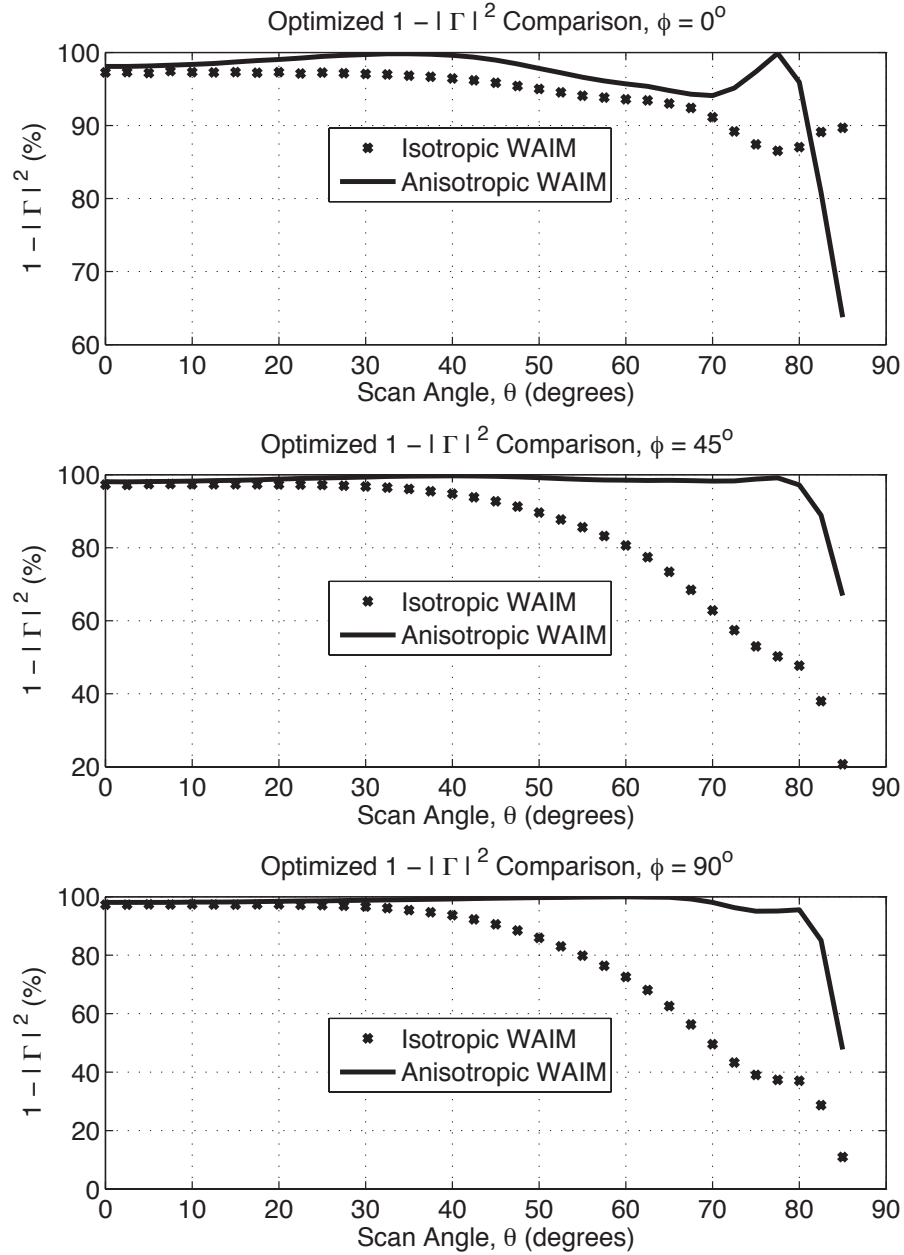 Optimized 1 − | Γ | ² Comparison, ϕ = 0°
100
90
80
70
60
1 − | Γ | ² (%)
Isotropic WAIM
Anisotropic WAIM
0 10 20 30 40 50 60 70 80 90
Scan Angle, θ (degrees)
Optimized 1 − | Γ | ² Comparison, ϕ = 45°
100
80
60
40
20
1 − | Γ | ² (%)
Isotropic WAIM
Anisotropic WAIM
0 10 20 30 40 50 60 70 80 90
Scan Angle, θ (degrees)
Optimized 1 − | Γ | ² Comparison, ϕ = 90°
100
80
60
40
20
0
1 − | Γ | ² (%)
Isotropic WAIM
Anisotropic WAIM
0 10 20 30 40 50 60 70 80 90
Scan Angle, θ (degrees)